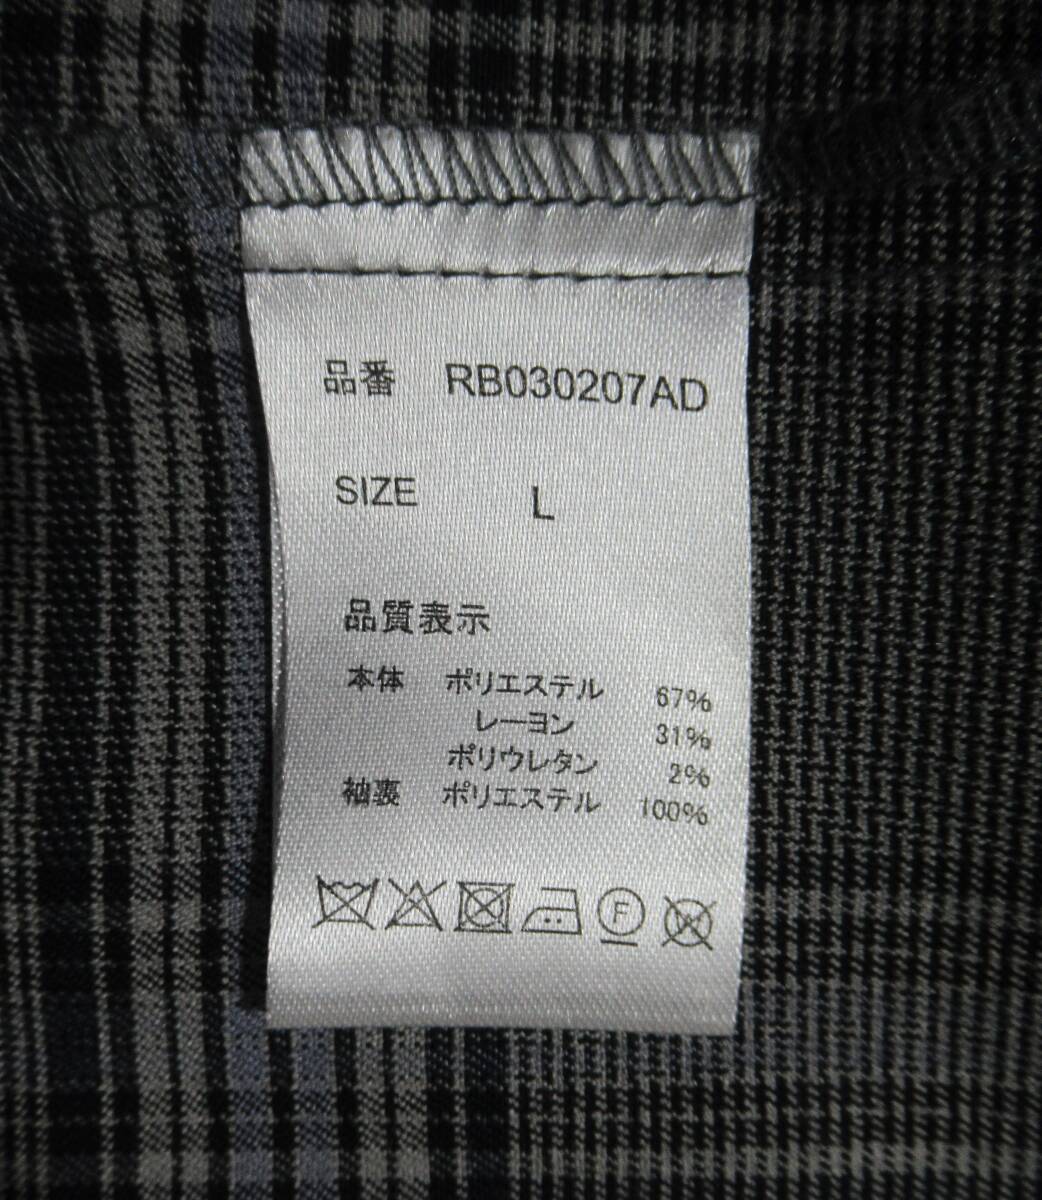 品番 RB030207AD
SIZE L
品質表示
本体 ポリエステル 67%
レーヨン 31%
ポリウレタン 2%
袖裏 ポリエステル 100%
F W